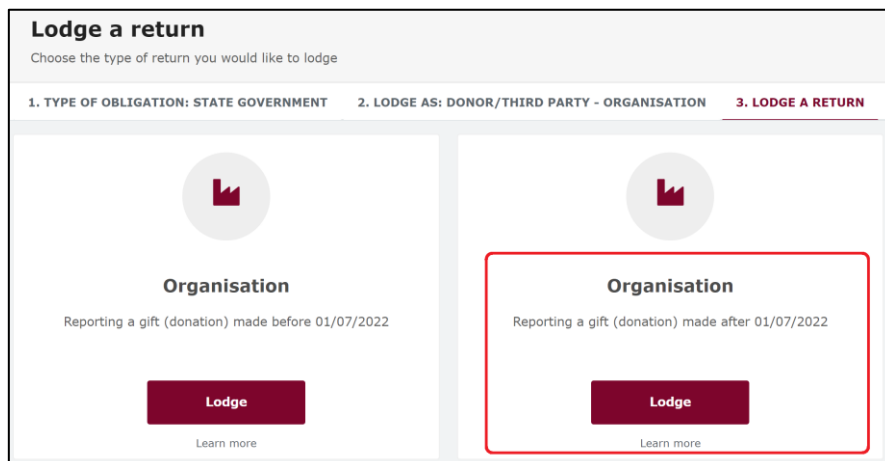 Lodge a return
Choose the type of return you would like to lodge
1. TYPE OF OBLIGATION: STATE GOVERNMENT 2. LODGE AS: DONOR/THIRD PARTY - ORGANISATION 3. LODGE A RETURN
Organisation
Reporting a gift (donation) made before 01/07/2022
Lodge
Learn more
Organisation
Reporting a gift (donation) made after 01/07/2022
Lodge
Learn more